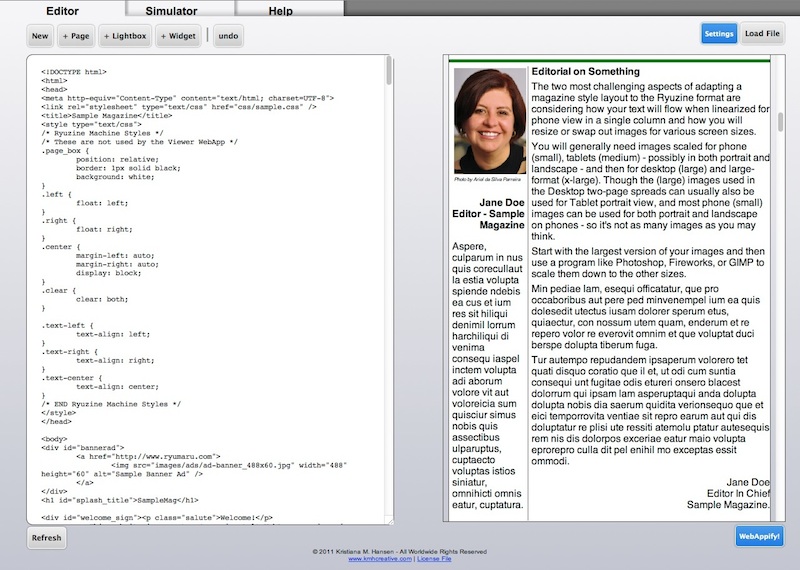 Editor Simulator Help
New + Page + Lightbox + Widget undo
Settings Load File
<!DOCTYPE html>
<html>
<head>
<meta http-equiv="Content-Type" content="text/html; charset=UTF-8">
<link rel="stylesheet" type="text/css" href="css/css.css" />
<title>Sample Magazine</title>
<style type="text/css">
/* Ryuzine Machine Styles */
/* These are not used by the Viewer WebApp */
.page_box {
position: relative;
border: 1px solid black;
background: white;
}
.left {
float: left;
}
.right {
float: right;
}
.center {
margin-left: auto;
margin-right: auto;
display: block;
}
.clear {
clear: both;
}
.text-left {
text-align: left;
}
.text-right {
text-align: right;
}
.text-center {
text-align: center;
}
/* END Ryuzine Machine Styles */
</style>
</head>
<body>
<div id="bannerad">
<a href="http://www.ryumaru.com">
<img src="images/ads/ad-banner_488x60.jpg" width="488"
height="60" alt="Sample Banner Ad" />
</a>
</div>
<h1 id="splash_title">SampleMag</h1>
<div id="welcome_sign"><p class="salute">Welcome!</p>
Photo by Ariel da Silva Parreira
Jane Doe
Editor - Sample
Magazine
Aspere,
culparum in nus
quis corecullaut
la estia volupta
spiende ndebis
ea cus et ium
res sit hiliqui
denimil lorrum
harchiliqui di
venima
consequ iaspel
inctem volupta
adi aborum
volore vit aut
voloreicia sum
quisciur simus
nobis quis
assectibus
ulparuptus,
cuptaecto
voluptas istios
siniatur,
omnihicti omnis
eatur, cuptatura.
Editorial on Something
The two most challenging aspects of adapting a
magazine style layout to the Ryuzine format are
considering how your text will flow when linearized for
phone view in a single column and how you will
resize or swap out images for various screen sizes.
You will generally need images scaled for phone
(small), tablets (medium) - possibly in both portrait and
landscape - and then for desktop (large) and large-
format (x-large). Though the (large) images used in
the Desktop two-page spreads can usually also be
used for Tablet portrait view, and most phone (small)
images can be used for both portrait and landscape
on phones - so it's not as many images as you may
think.
Start with the largest version of your images and then
use a program like Photoshop, Fireworks, or GIMP to
scale them down to the other sizes.
Min pediae lam, esequi officatatur, que pro
occaboribus aut pere ped minvenempel ium ea quis
dolesedit utectus iusam dolorer sperum etus,
quiaectur, con nossum utem quam, enderum et re
repero volor re everovit omnim et que voluptat duci
berspe dolupta tiberum fuga.
Tur autempo repudandem ipsaperum volorero tet
quati disquo coratio que il et, ut odi cum suntia
consequi unt fugitae odis etureri onsero blacest
dolorrum qui ipsam lam asperuptaqui anda dolupta
dolupta nobis dia saerum quidita verionsequo que et
eici temporrovita ventiae sit repro earum aut qui dis
doluptatur re plisi ute ressiti atemolu ptatur autesequis
rem nis dis dolorpos exceriae eatur maio volupta
eprorepro culla dit pel enihil mo exceptas essit
ommodi.
Jane Doe
Editor In Chief
Sample Magazine.
Refresh
WebAppify!
© 2011 Kristiana M. Hansen - All Worldwide Rights Reserved
www.kmhcreative.com | License File